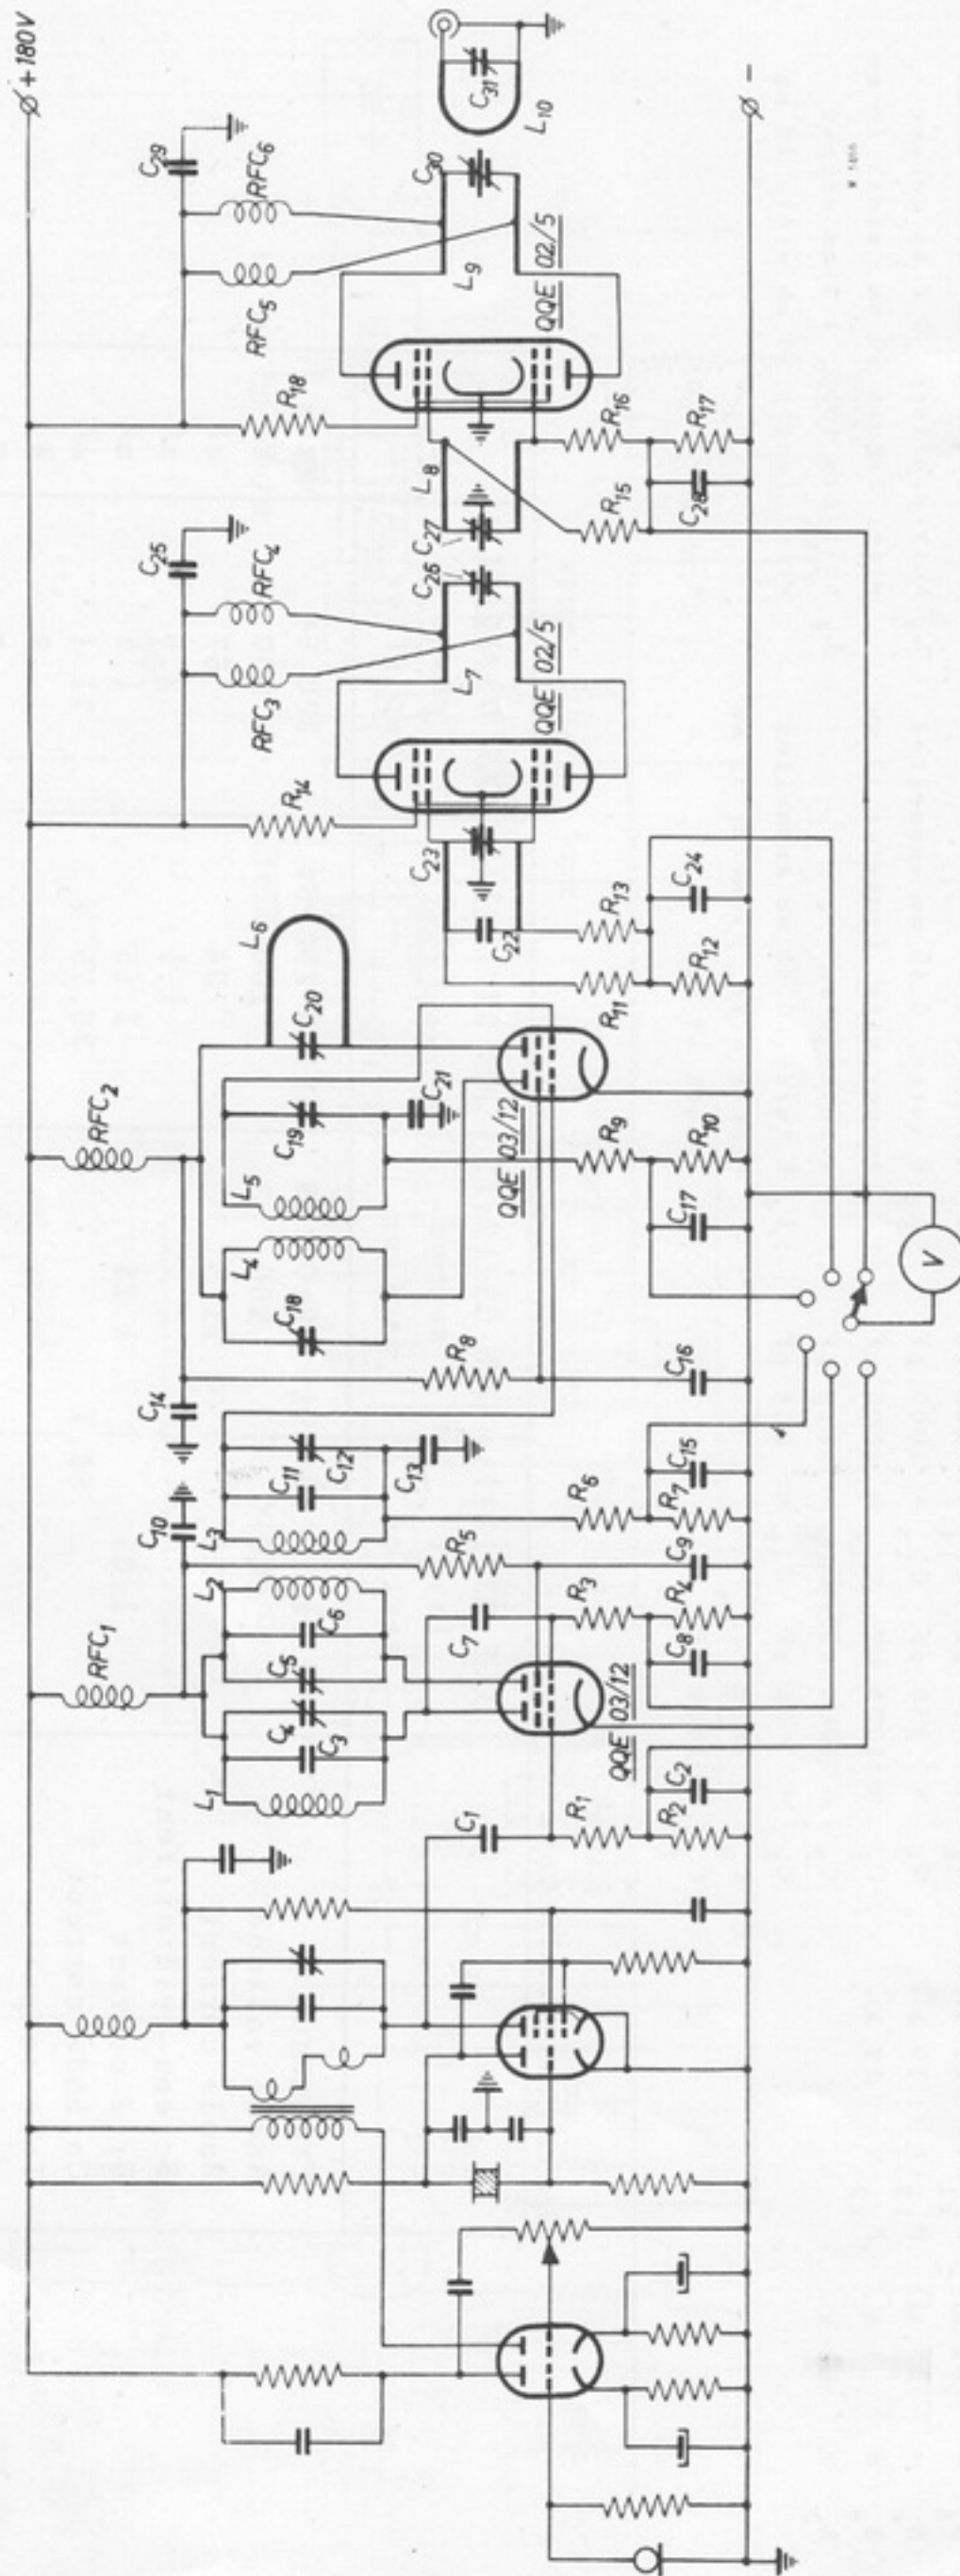 +180V
RFC1
RFC2
C10
C14
C25
C29
L1
L2
L3
L4
L5
L6
R14
RFC3
RFC4
R18
RFC5
RFC6
C3
C4
C5
C6
R5
C11
C12
C13
R8
C18
C19
C20
C21
C1
C7
C22
C23
L7
C26
C27
L8
L9
C30
L10
C31
QQE 03/12
QQE 03/12
QQE 02/5
QQE 02/5
R1
R3
R6
R9
R11
R13
R15
R16
R2
C2
C8
R4
C9
R7
C15
C16
C17
R10
R12
C24
C28
R17
−
V